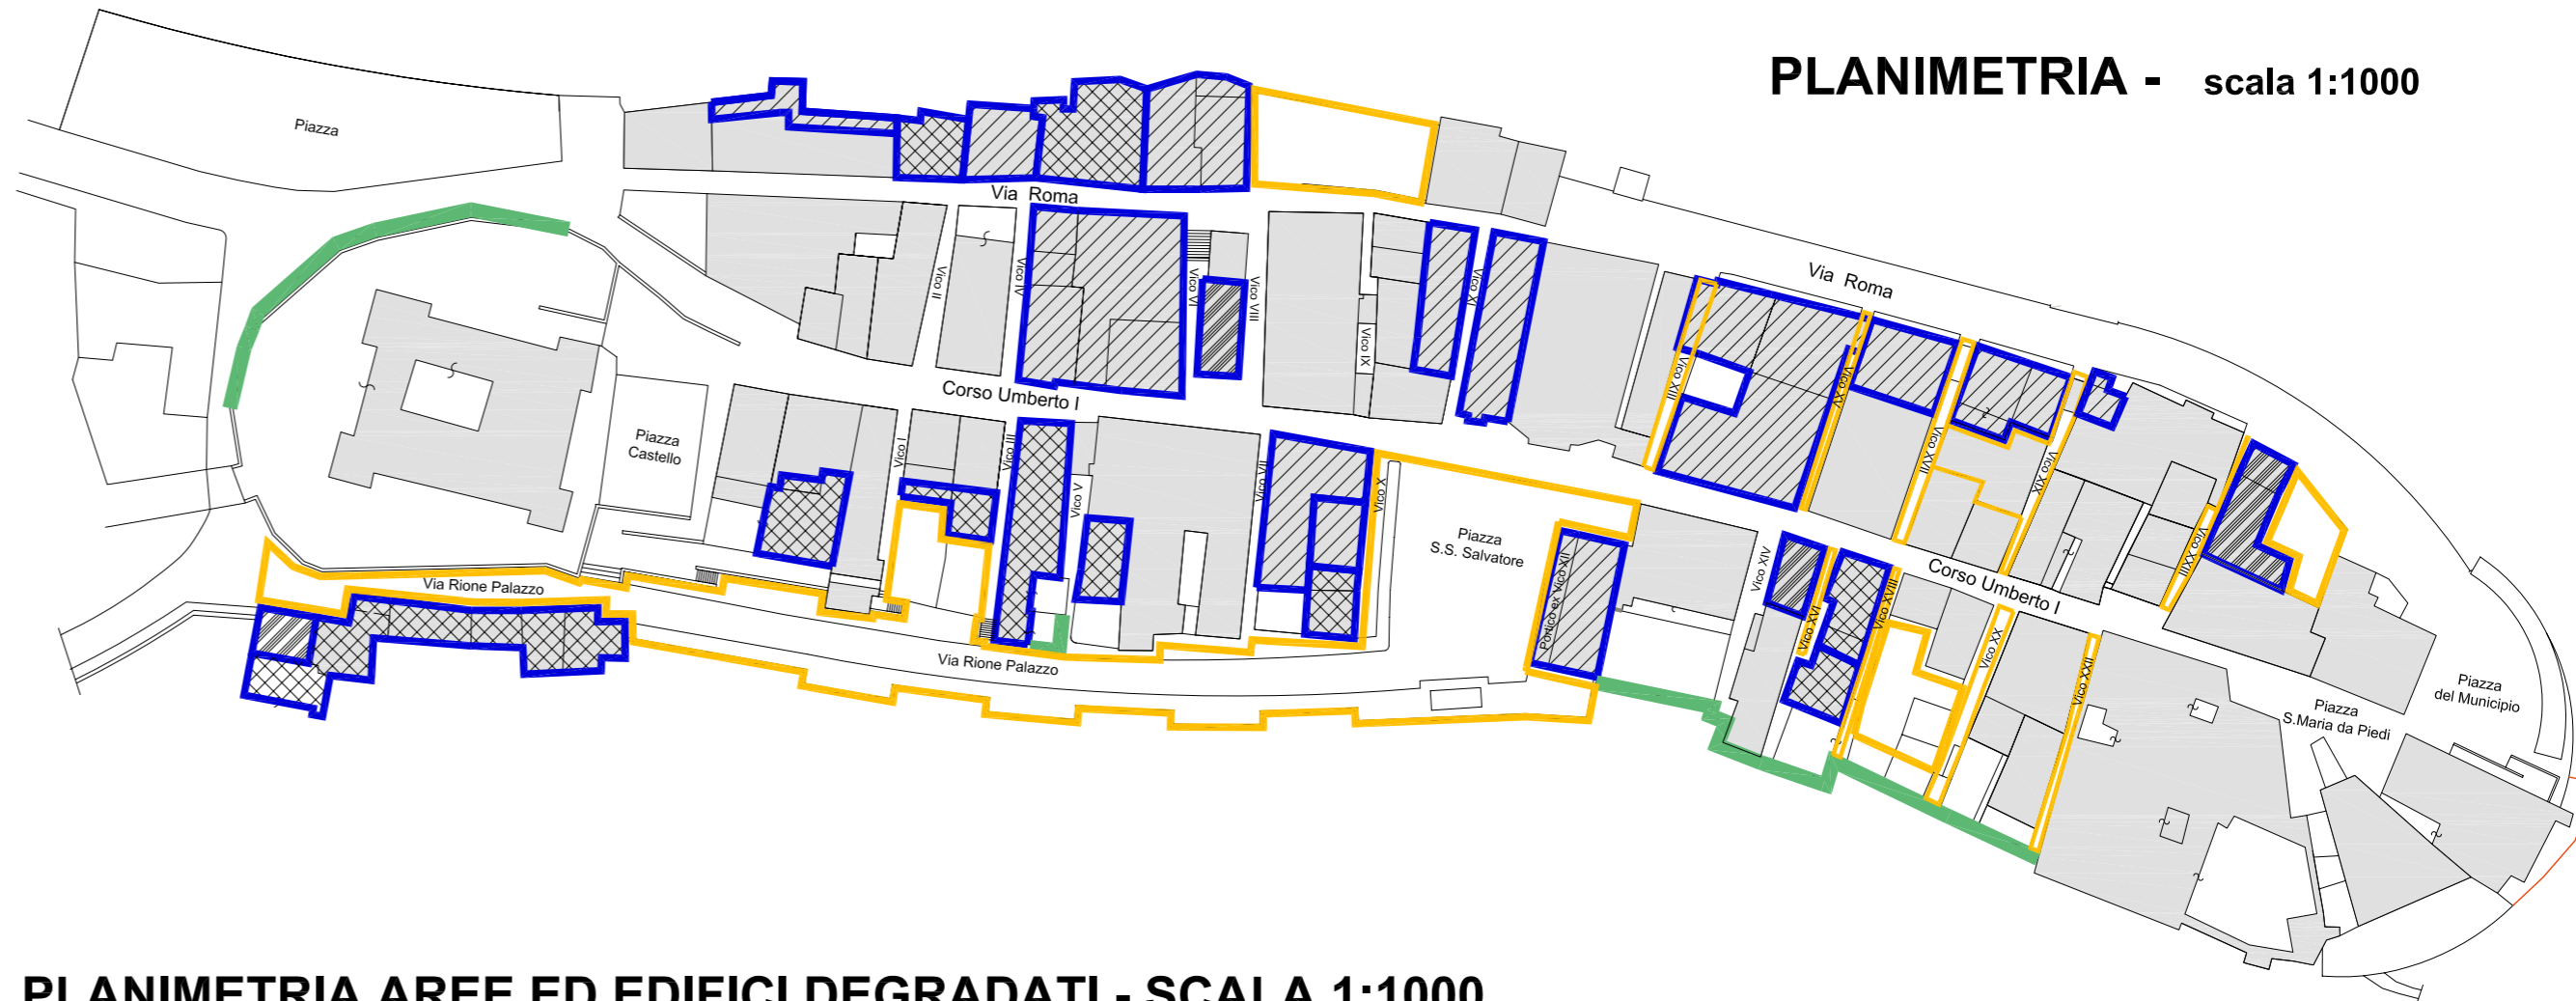 PLANIMETRIA - scala 1:1000
Piazza
Via Roma
Via Roma
Vico II
Vico IV
Vico VI
Vico VIII
Vico IX
Vico XI
Vico XIII
Vico XV
Vico XVII
Vico XIX
Vico XXI
Corso Umberto I
Piazza
Castello
Vico I
Vico III
Vico V
Vico VII
Vico X
Piazza
S.S. Salvatore
Portico ex Vico XII
Vico XIV
Vico XVI
Vico XVIII
Corso Umberto I
Vico XX
Vico XXII
Via Rione Palazzo
Via Rione Palazzo
Piazza
S.Maria da Piedi
Piazza
del Municipio
PLANIMETRIA AREE ED EDIFICI DEGRADATI - SCALA 1:1000